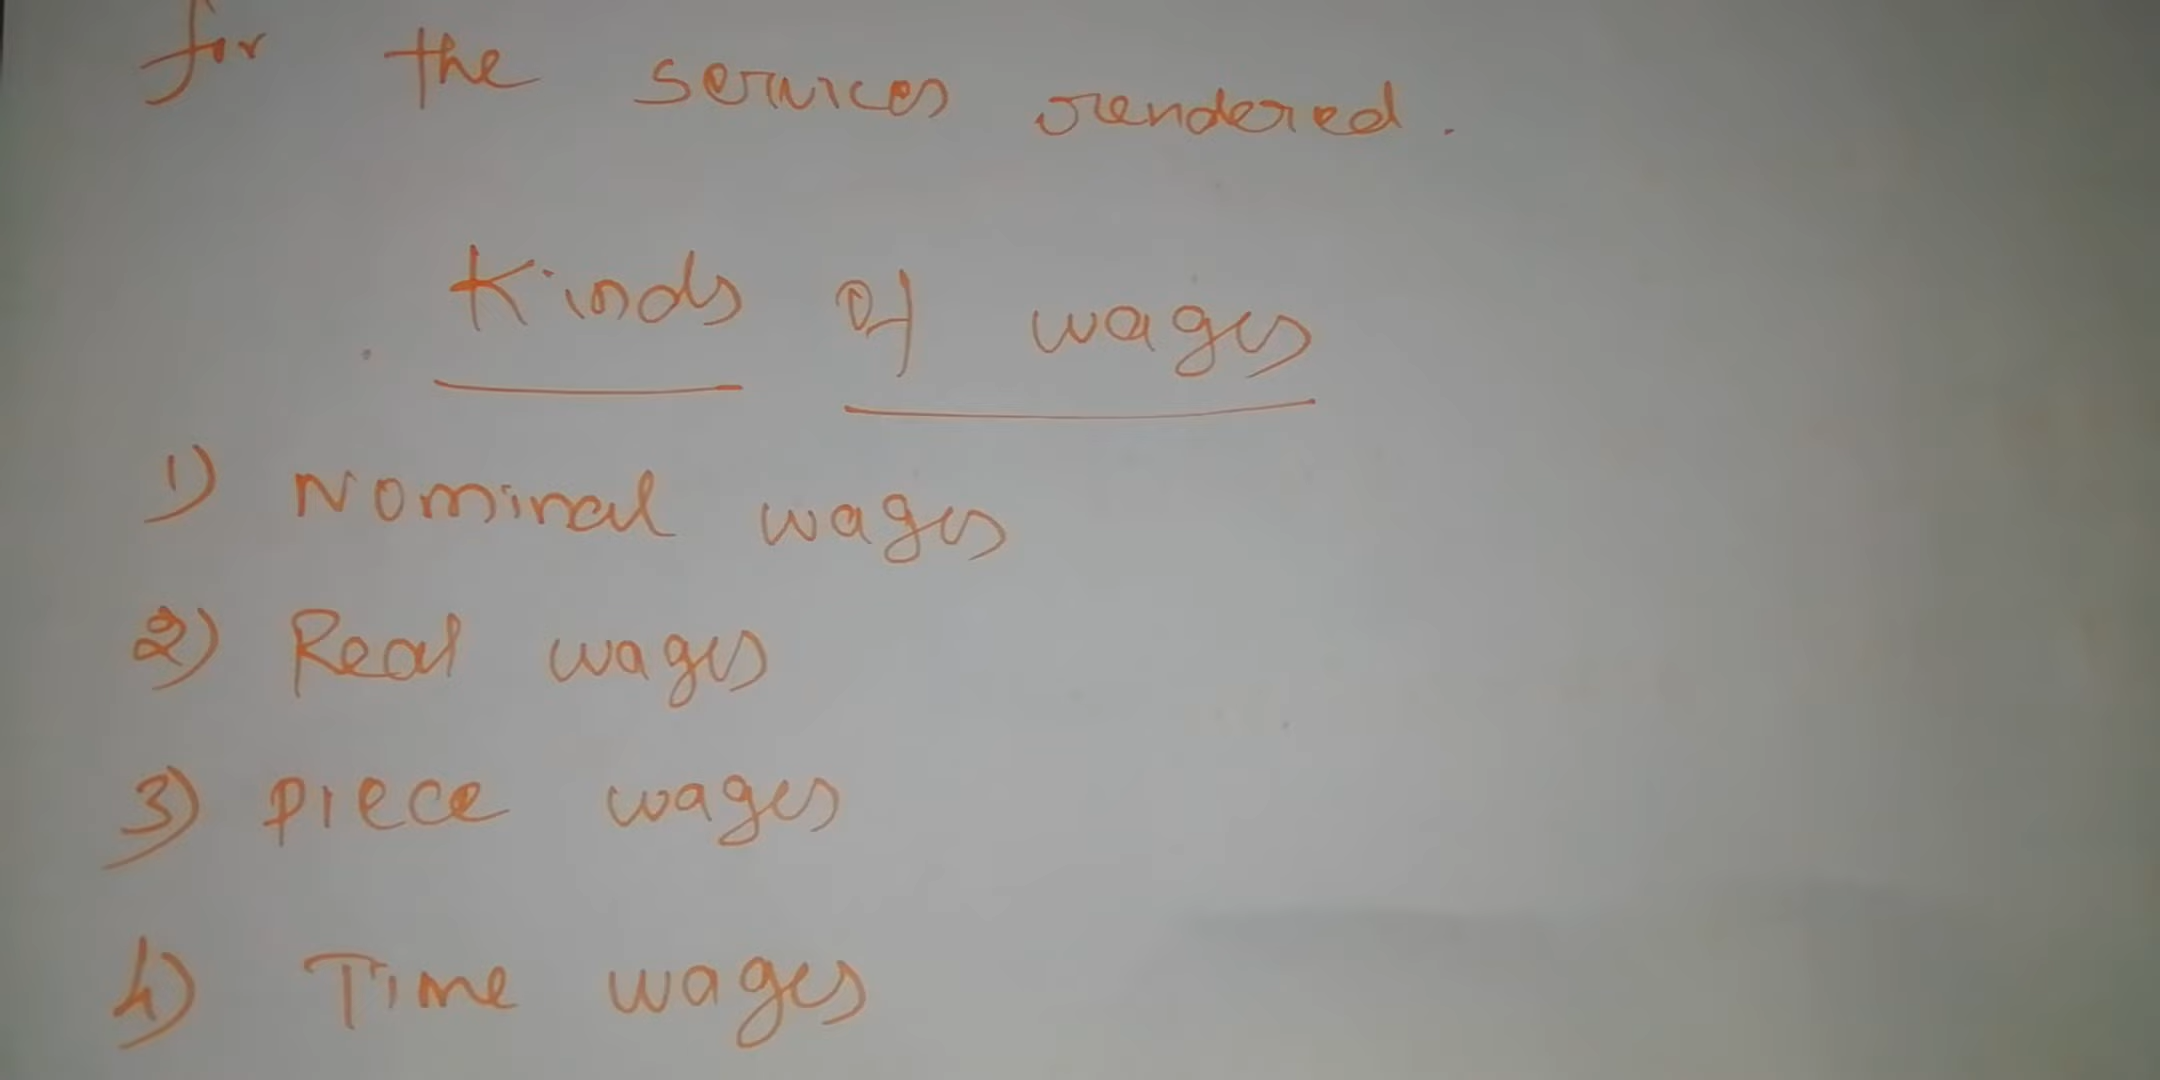 for the services rendered.
Kinds of wages
1) Nominal wages
2) Real wages
3) piece wages
4) Time wages